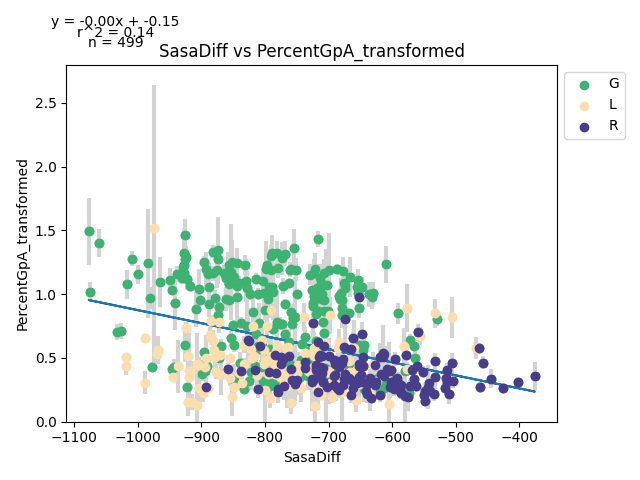 y = -0.00x + -0.15
r^2 = 0.14
n = 499
SasaDiff vs PercentGpA_transformed
G
L
R
PercentGpA_transformed
2.5
2.0
1.5
1.0
0.5
0.0
−1100 −1000 −900 −800 −700 −600 −500 −400
SasaDiff